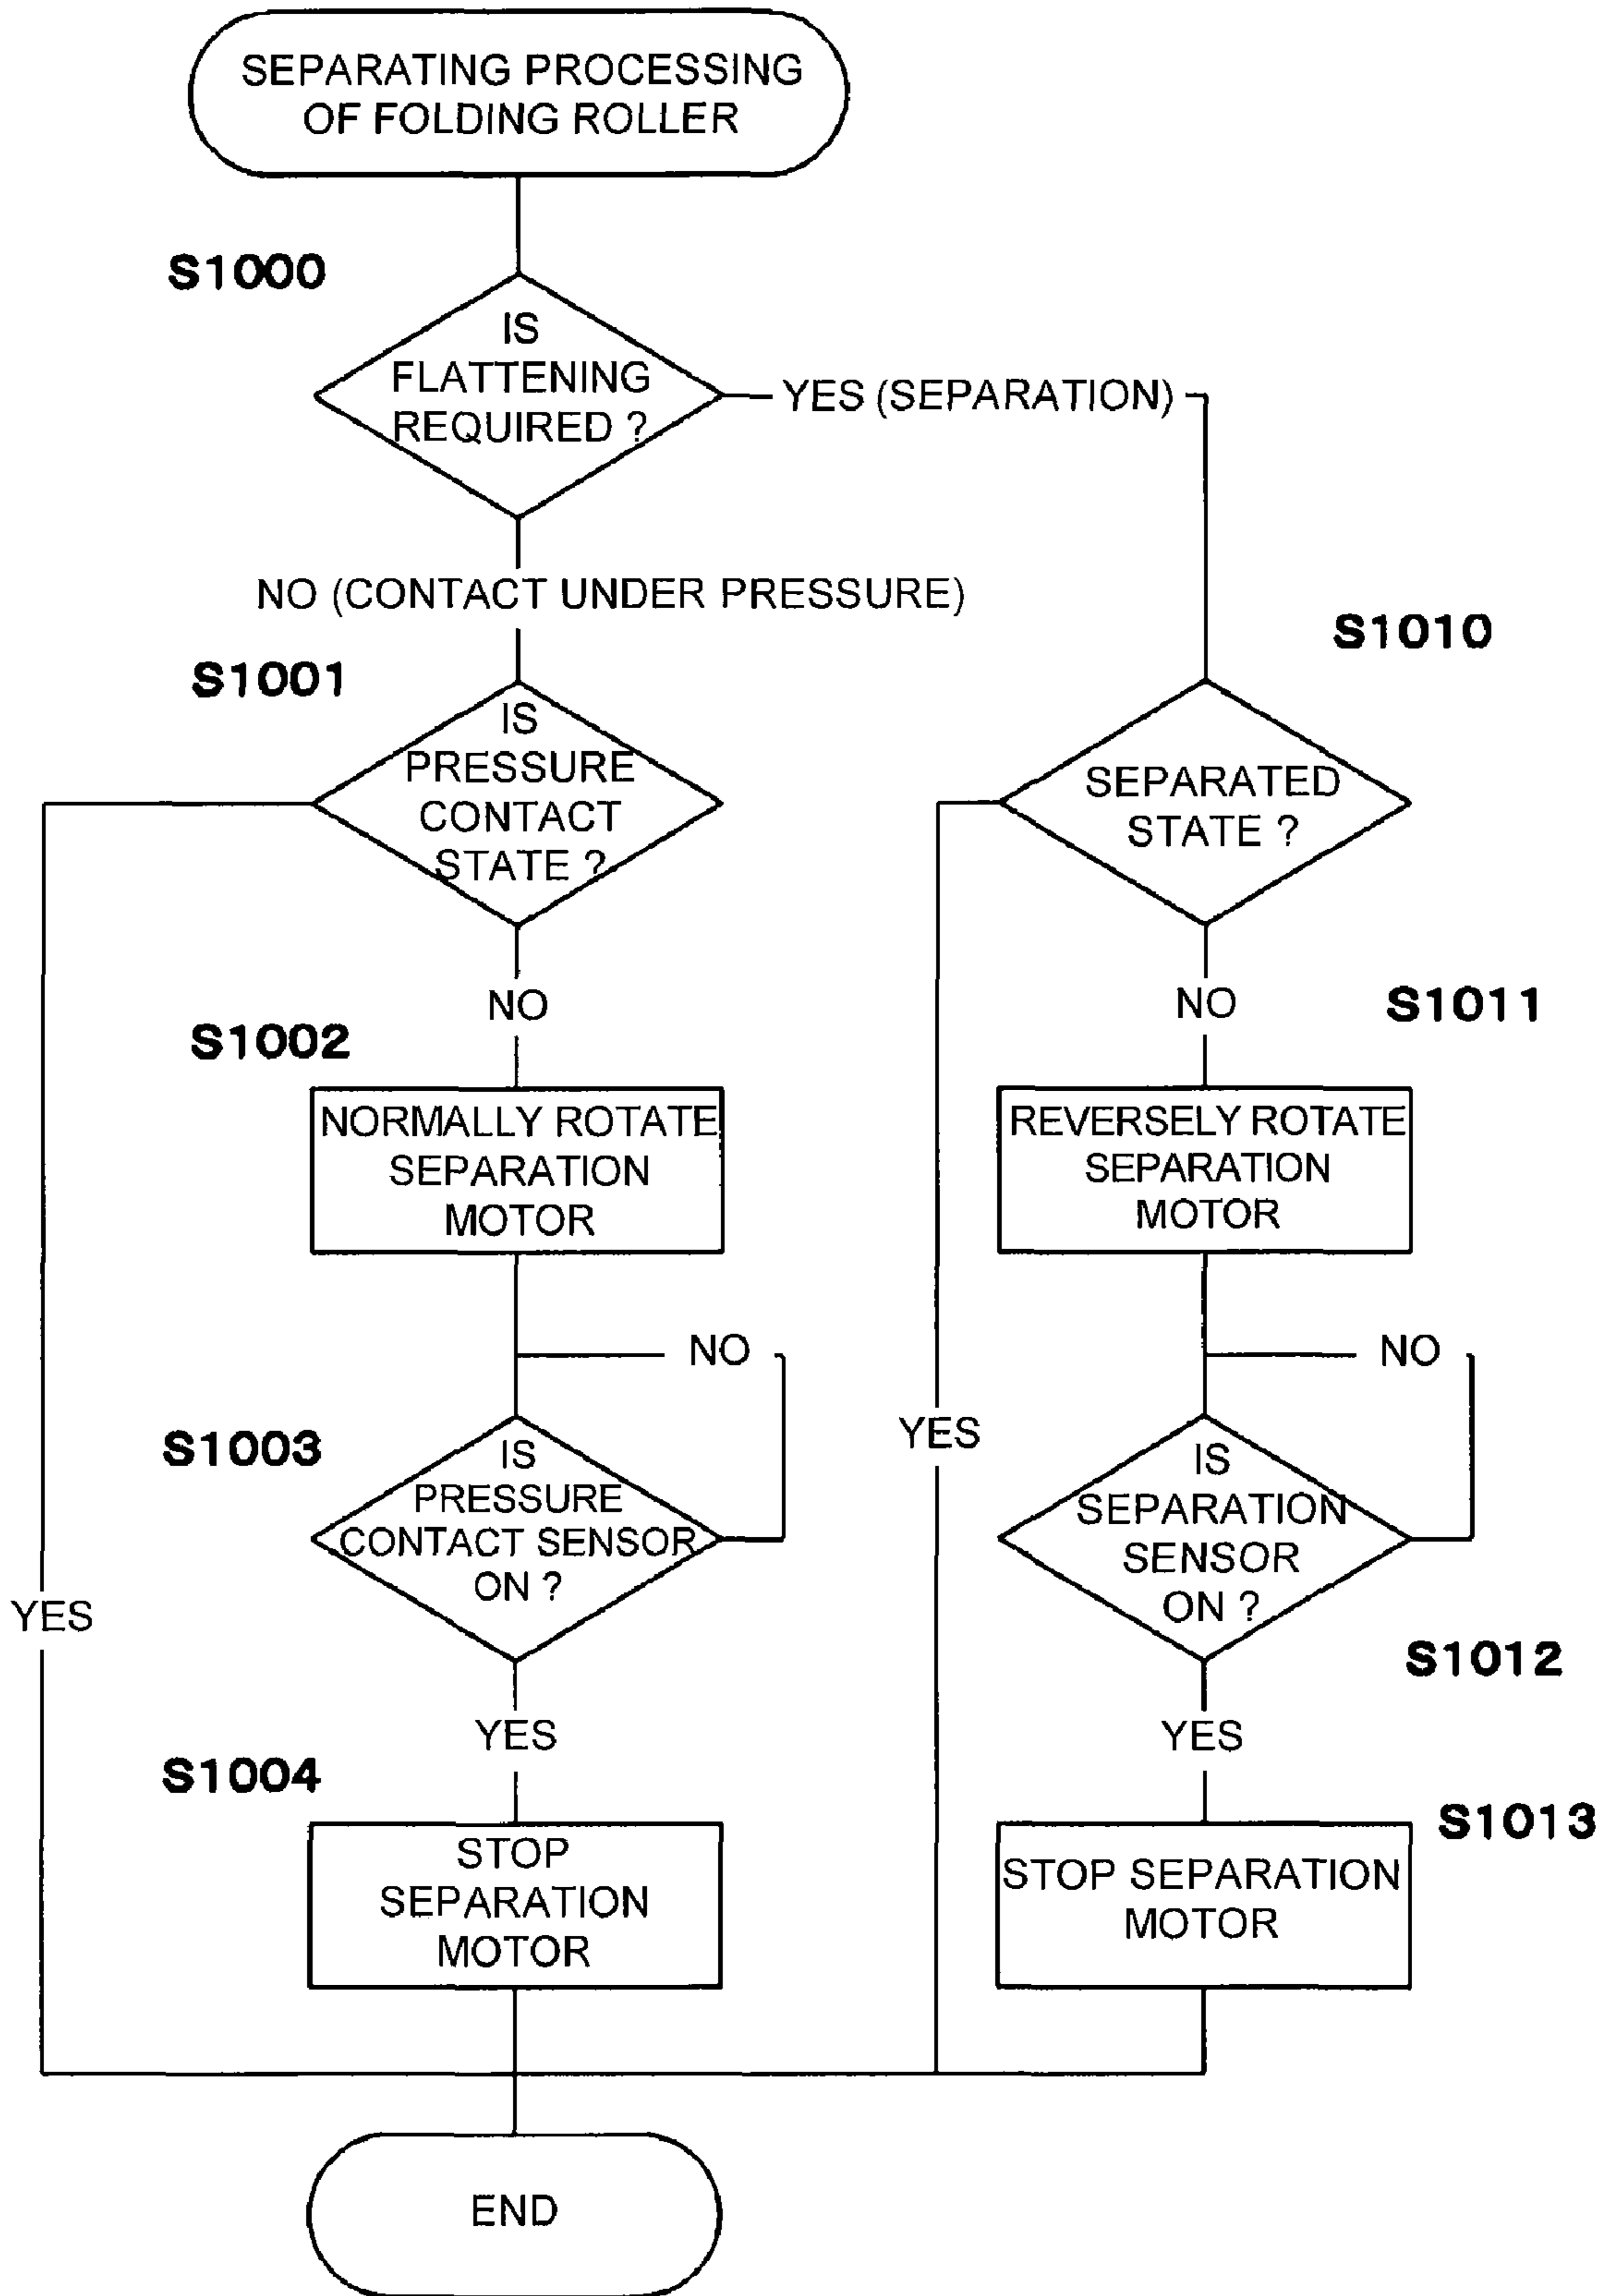 SEPARATING PROCESSING
OF FOLDING ROLLER
S1000
IS
FLATTENING
REQUIRED ?
YES (SEPARATION)
NO (CONTACT UNDER PRESSURE)
S1001
IS
PRESSURE
CONTACT
STATE ?
NO
S1002
NORMALLY ROTATE
SEPARATION
MOTOR
NO
S1003
IS
PRESSURE
CONTACT SENSOR
ON ?
YES
YES
S1004
STOP
SEPARATION
MOTOR
S1010
SEPARATED
STATE ?
NO
S1011
REVERSELY ROTATE
SEPARATION
MOTOR
NO
YES
IS
SEPARATION
SENSOR
ON ?
S1012
YES
S1013
STOP SEPARATION
MOTOR
END